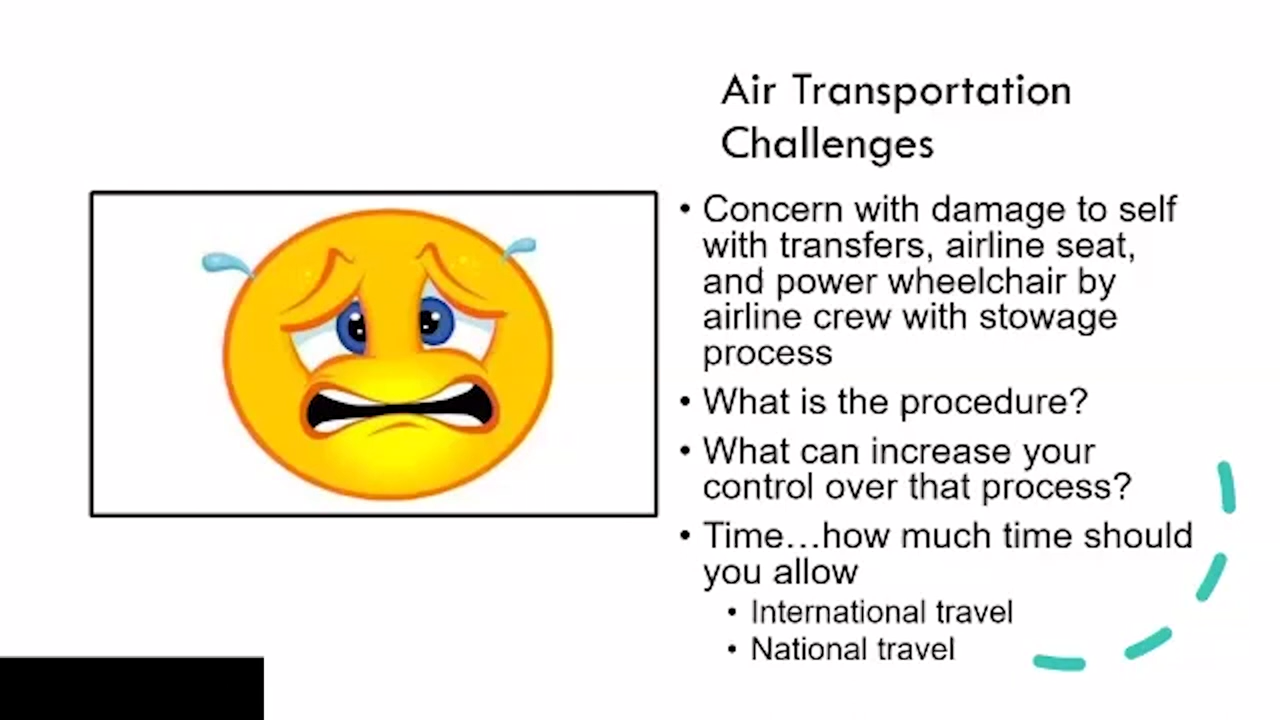 Air Transportation
Challenges
• Concern with damage to self
with transfers, airline seat,
and power wheelchair by
airline crew with stowage
process
• What is the procedure?
• What can increase your
control over that process?
• Time…how much time should
you allow
• International travel
• National travel